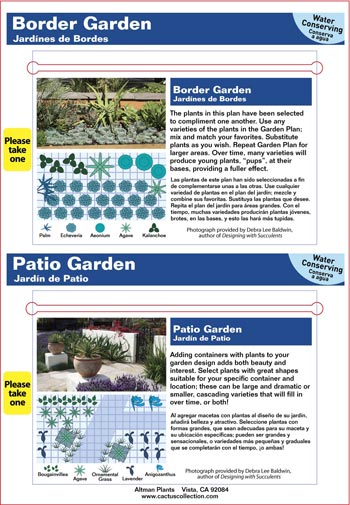 Border Garden
Jardínes de Bordes
Water
Conserving
Conserva
a agua
Border Garden
Jardínes de Bordes
Please
take
one
The plants in this plan have been selected
to compliment one another. Use any
varieties of the plants in the Garden Plan;
mix and match your favorites. Substitute
plants as you wish. Repeat Garden Plan for
larger areas. Over time, many varieties will
produce young plants, "pups", at their
bases, providing a fuller effect.
Las plantas de este plan han sido seleccionadas a fin
de complementarse unas a las otras. Use cualquier
variedad de plantas en el plan del jardín; mezcle y
combine sus favoritas. Sustituya las plantas que desee.
Repita el plan del jardín para áreas grandes. Con el
tiempo, muchas variedades producirán plantas jóvenes,
brotes, en las bases, y esto las hará más tupidas.
Palm Echeveria Aeonium Agave Kalanchoe
Photograph provided by Debra Lee Baldwin,
author of Designing with Succulents
Patio Garden
Jardín de Patio
Water
Conserving
Conserva
a agua
Patio Garden
Jardín de Patio
Please
take
one
Adding containers with plants to your
garden design adds both beauty and
interest. Select plants with great shapes
suitable for your specific container and
location; these can be large and dramatic or
smaller, cascading varieties that will fill in
over time, or both!
Al agregar macetas con plantas al diseño de su jardín,
añadirá belleza y atractivo. Seleccione plantas con
formas grandes, que sean adecuadas para su maceta y
su ubicación específicas; pueden ser grandes y
sensacionales, o variedades más pequeñas y graduales
que se completarán con el tiempo, ¡o ambas!
Bougainvillea Agave Ornamental Grass Lavender Anigozanthus
Photograph provided by Debra Lee Baldwin,
author of Designing with Succulents
Altman Plants Vista, CA 92084
www.cactuscollection.com